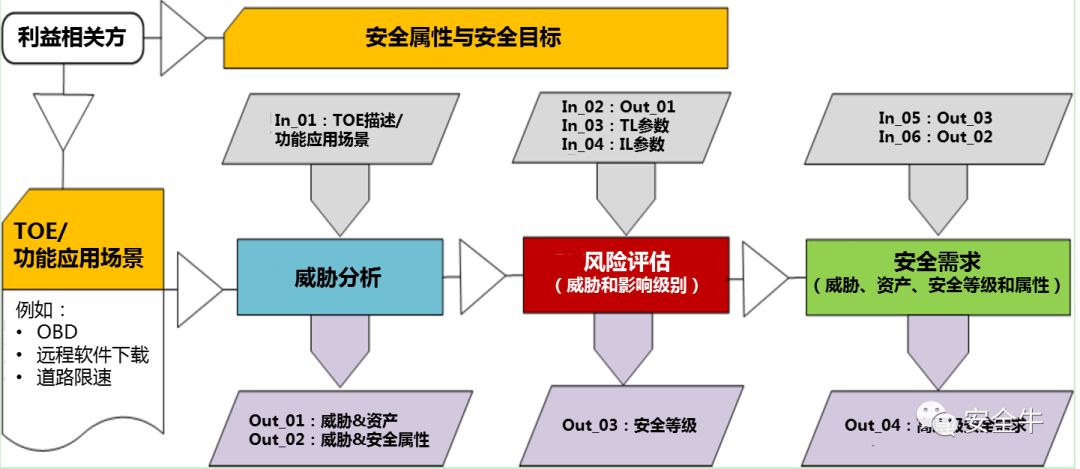 利益相关方
安全属性与安全目标
In_01：TOE描述/
功能应用场景
In_02：Out_01
In_03：TL参数
In_04：IL参数
In_05：Out_03
In_06：Out_02
TOE/
功能应用场景
例如：
• OBD
• 远程软件下载
• 道路限速
威胁分析
风险评估
（威胁和影响级别）
安全需求
（威胁、资产、安全等级和属性）
Out_01：威胁&资产
Out_02：威胁&安全属性
Out_03：安全等级
Out_04：高
安全牛